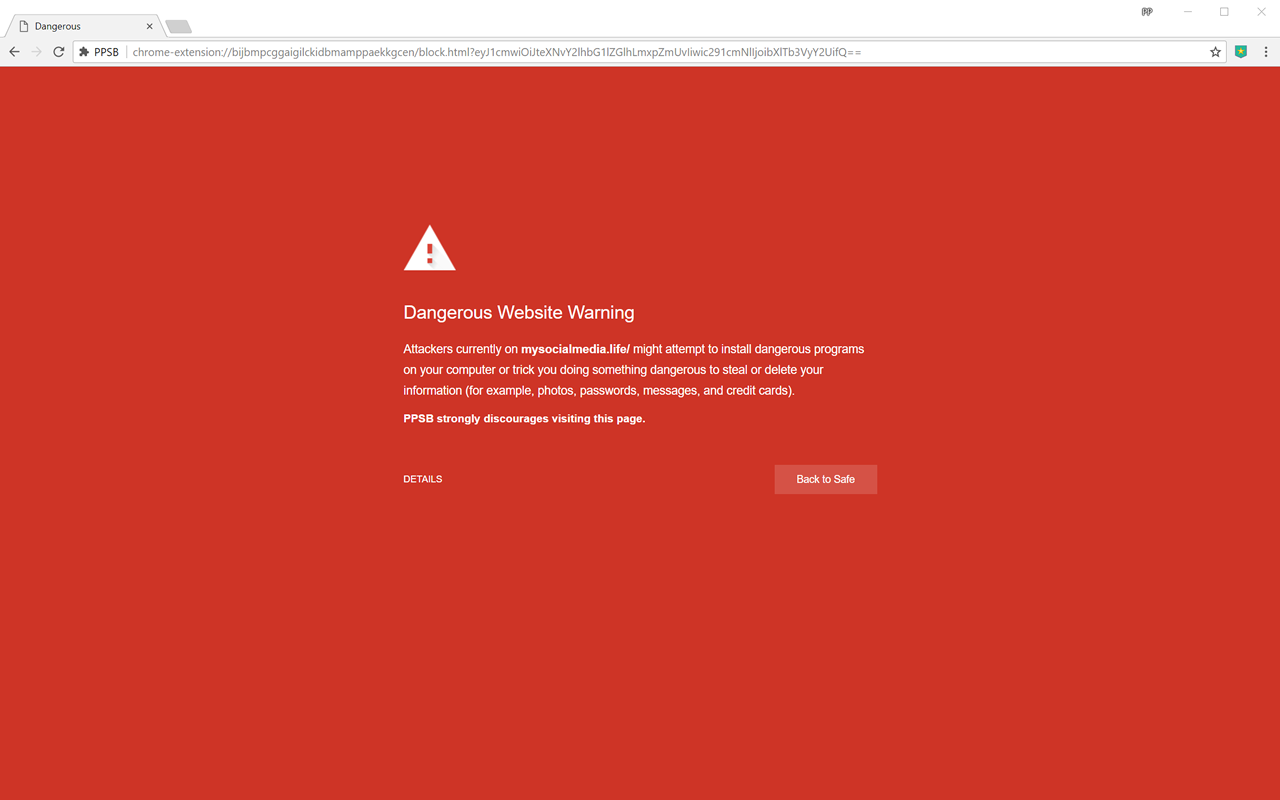 Dangerous
PPSB chrome-extension://bijbmpcggaigilckidbmamppaekkgcen/block.html?eyJ1cmwiOiJteXNvY2lhbG1lZGlhLmxpZmUvIiwic291cmNlIjoibXlTb3VyY2UifQ==
Dangerous Website Warning
Attackers currently on mysocialmedia.life/ might attempt to install dangerous programs
on your computer or trick you doing something dangerous to steal or delete your
information (for example, photos, passwords, messages, and credit cards).
PPSB strongly discourages visiting this page.
DETAILS
Back to Safe